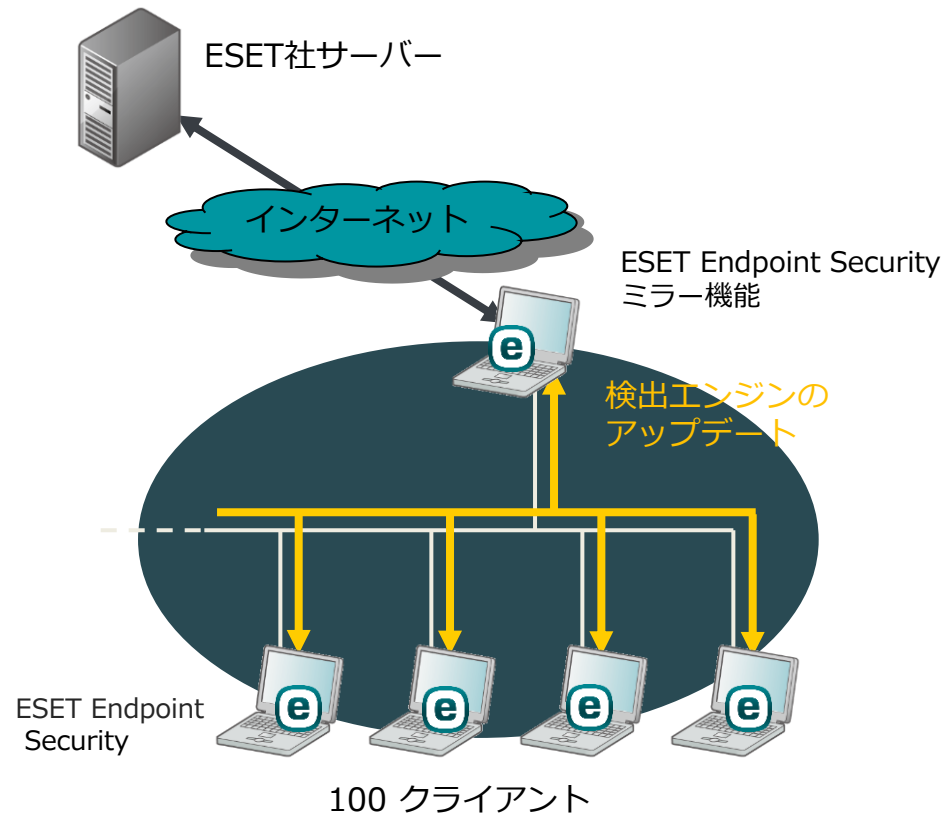 ESET社サーバー
インターネット
ESET Endpoint Security
ミラー機能
e
検出エンジンの
アップデート
e
e
e
e
ESET Endpoint
Security
100 クライアント